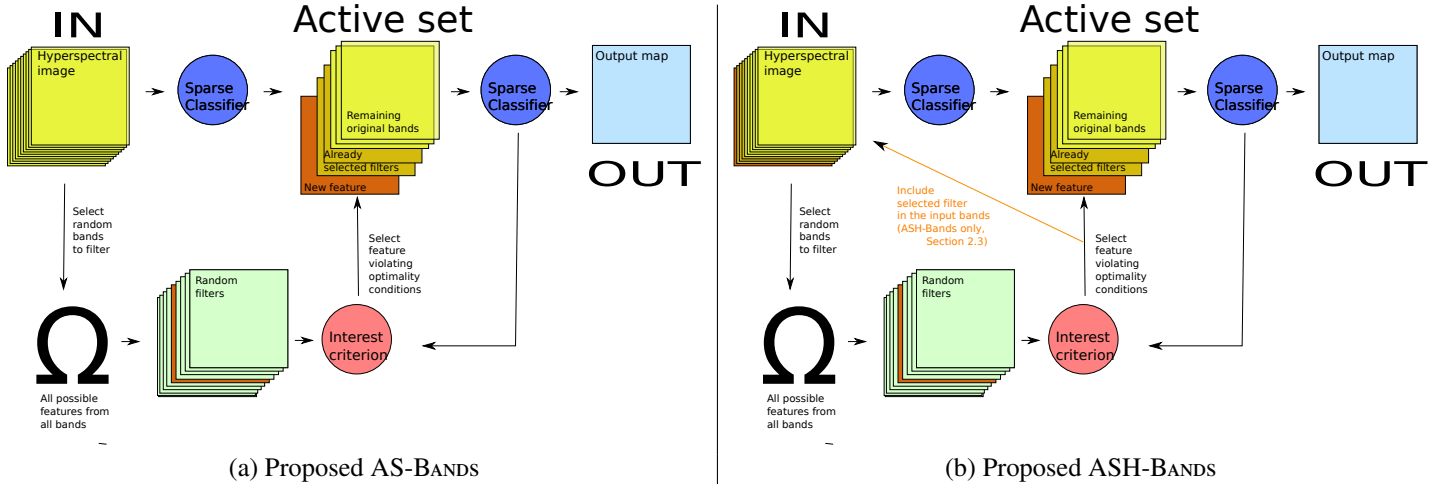 IN
Active set
Hyperspectral
image
Sparse
Classifier
Remaining
original bands
Already
selected filters
New feature
Sparse
Classifier
Output map
OUT
Select
random
bands
to filter
Select
feature
violating
optimality
conditions
Random
filters
Interest
criterion
Ω
All possible
features from
all bands
(a) Proposed AS-BANDS
IN
Active set
Hyperspectral
image
Sparse
Classifier
Remaining
original bands
Already
selected filters
New feature
Sparse
Classifier
Output map
OUT
Include
selected filter
in the input bands
(ASH-Bands only,
Section 2.3)
Select
random
bands
to filter
Select
feature
violating
optimality
conditions
Random
filters
Interest
criterion
Ω
All possible
features from
all bands
(b) Proposed ASH-BANDS